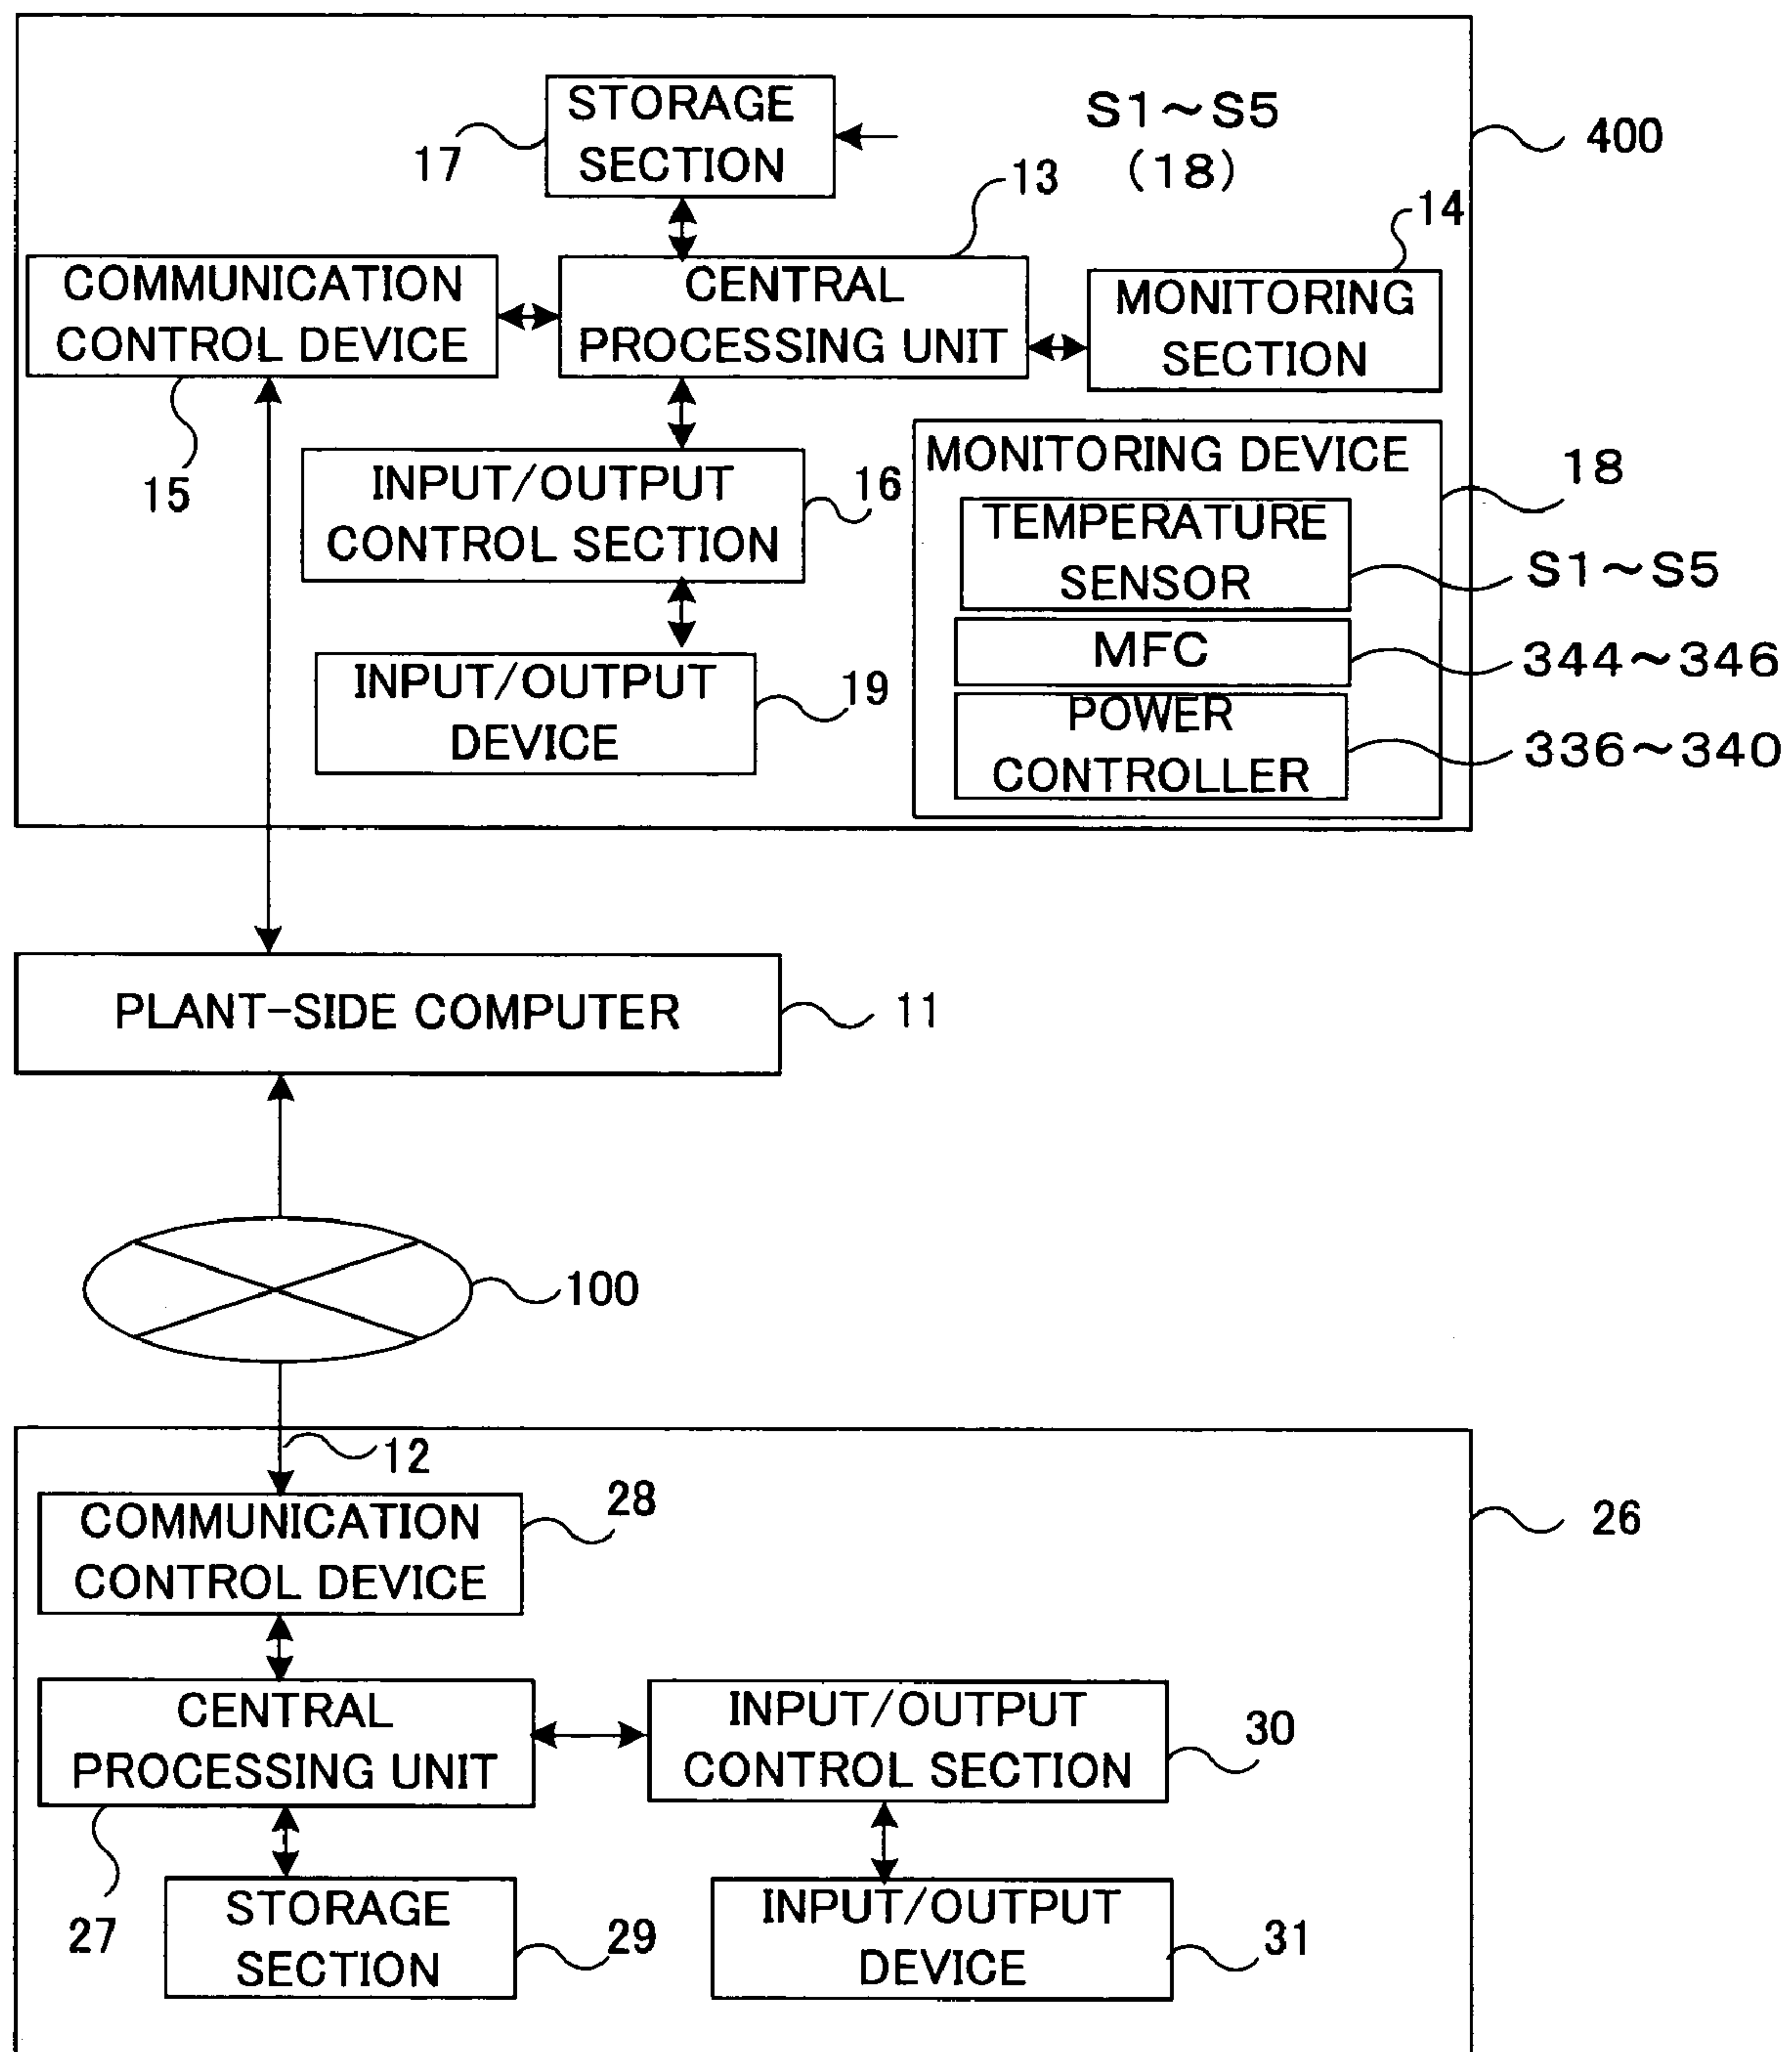 STORAGE
SECTION
17
S1～S5
(18)
400
13
14
COMMUNICATION
CONTROL DEVICE
15
CENTRAL
PROCESSING UNIT
MONITORING
SECTION
INPUT/OUTPUT
CONTROL SECTION
16
MONITORING DEVICE
18
TEMPERATURE
SENSOR
S1～S5
MFC
344～346
POWER
CONTROLLER
336～340
INPUT/OUTPUT
DEVICE
19
PLANT-SIDE COMPUTER
11
100
12
COMMUNICATION
CONTROL DEVICE
28
26
CENTRAL
PROCESSING UNIT
27
INPUT/OUTPUT
CONTROL SECTION
30
STORAGE
SECTION
29
INPUT/OUTPUT
DEVICE
31